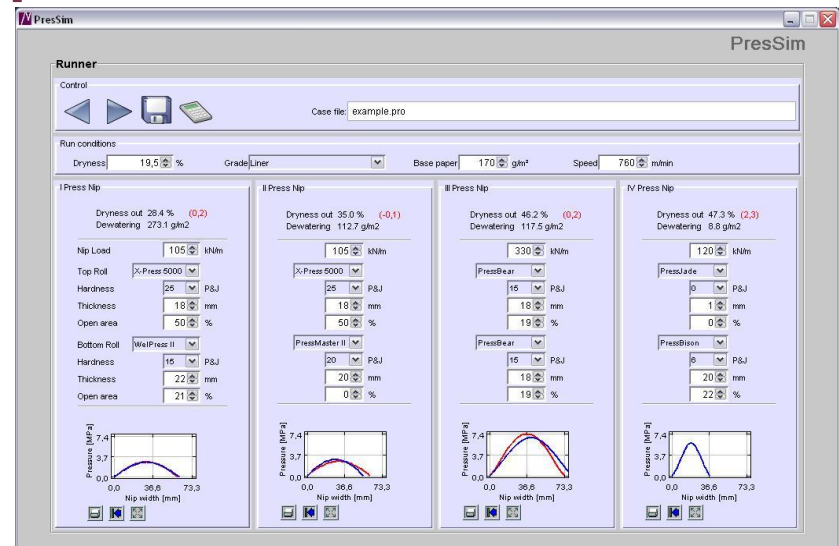 PresSim
PresSim
Runner
Control
Case file: example.pro
Run conditions
Dryness 19,5 % Grade Liner Base paper 170 g/m² Speed 760 m/min
I Press Nip
Dryness out 28.4 % (0,2)
Dewatering 273.1 g/m2
Nip Load 105 kN/m
Top Roll X-Press 5000
Hardness 25 P&J
Thickness 18 mm
Open area 50 %
Bottom Roll WelPress II
Hardness 15 P&J
Thickness 22 mm
Open area 21 %
Pressure [MPa]
7,4
3,7
0,0
0,0 36,6 73,3
Nip width [mm]
II Press Nip
Dryness out 35.0 % (-0,1)
Dewatering 112.7 g/m2
105 kN/m
X-Press 5000
25 P&J
18 mm
50 %
PressMaster II
20 P&J
20 mm
0 %
Pressure [MPa]
7,4
3,7
0,0
0,0 36,6 73,3
Nip width [mm]
III Press Nip
Dryness out 46.2 % (0,2)
Dewatering 117.5 g/m2
330 kN/m
PressBear
15 P&J
18 mm
19 %
PressBear
15 P&J
18 mm
19 %
Pressure [MPa]
7,4
3,7
0,0
0,0 36,6 73,3
Nip width [mm]
IV Press Nip
Dryness out 47.3 % (2,3)
Dewatering 8.8 g/m2
120 kN/m
PressJade
0 P&J
1 mm
0 %
PressBison
6 P&J
20 mm
22 %
Pressure [MPa]
7,4
3,7
0,0
0,0 36,6 73,3
Nip width [mm]